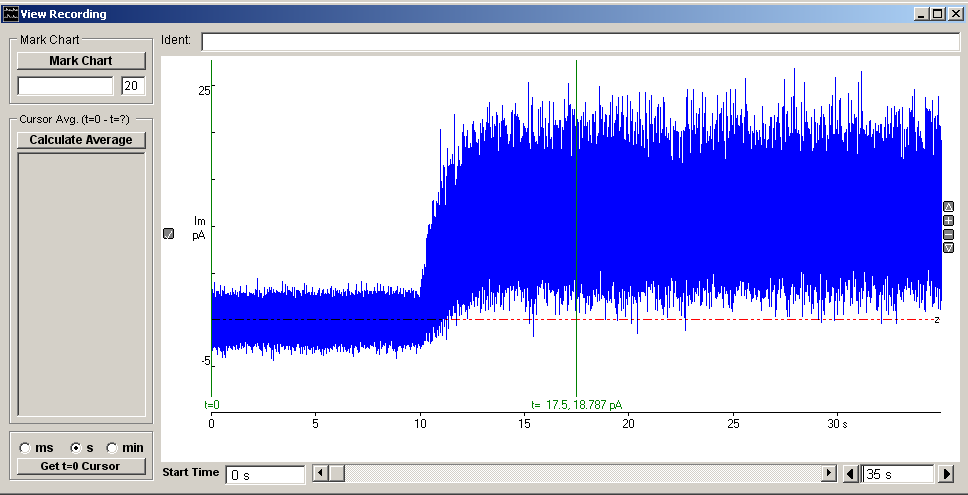 View Recording
Mark Chart
Mark Chart
20
Cursor Avg. (t=0 - t=?)
Calculate Average
ms s min
Get t=0 Cursor
Ident:
25
Im
pA
-5
2
t=0
t= 17.5, 18.787 pA
0 5 10 15 20 25 30 s
Start Time 0 s 35 s